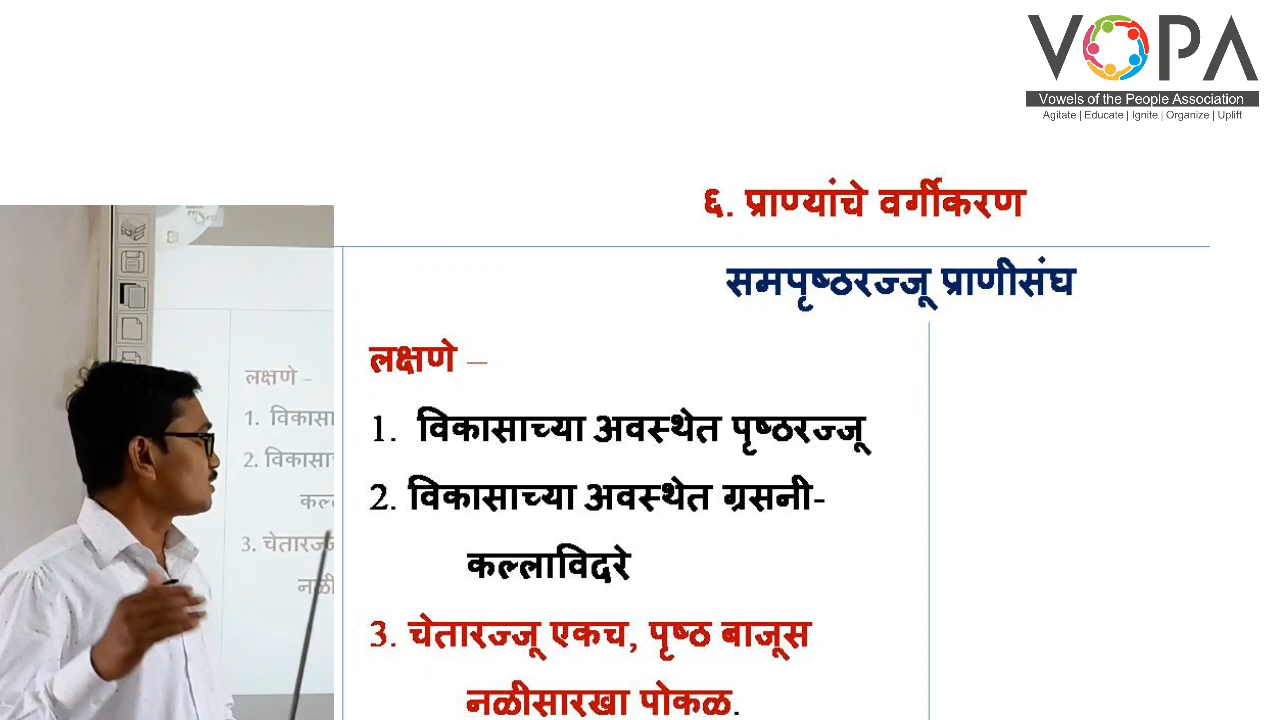 VOPA
Vowels of the People Association
Agitate | Educate | Ignite | Organize | Uplift
६. प्राण्यांचे वर्गीकरण
समपृष्ठरज्जू प्राणीसंघ
लक्षणे –
1. विकासाच्या अवस्थेत पृष्ठरज्जू
2. विकासाच्या अवस्थेत ग्रसनी-
कल्लाविदरे
3. चेतारज्जू एकच, पृष्ठ बाजूस
नळीसारखा पोकळ.
लक्षणे –
1. विकासा
2. विकासा
कल्ल
3. चेतारज्
नळी